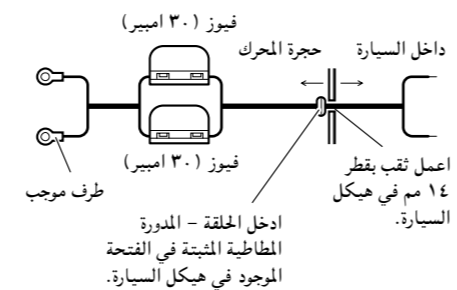 فيوز (٣٠ امبير)
داخل السيارة
حجرة المحرك
فيوز (٣٠ امبير)
طرف موجب
اعمل ثقب بقطر
١٤ مم في هيكل
السيارة.
ادخل الحلقة – المدورة
المطاطية المثبتة في الفتحة
الموجود في هيكل السيارة.